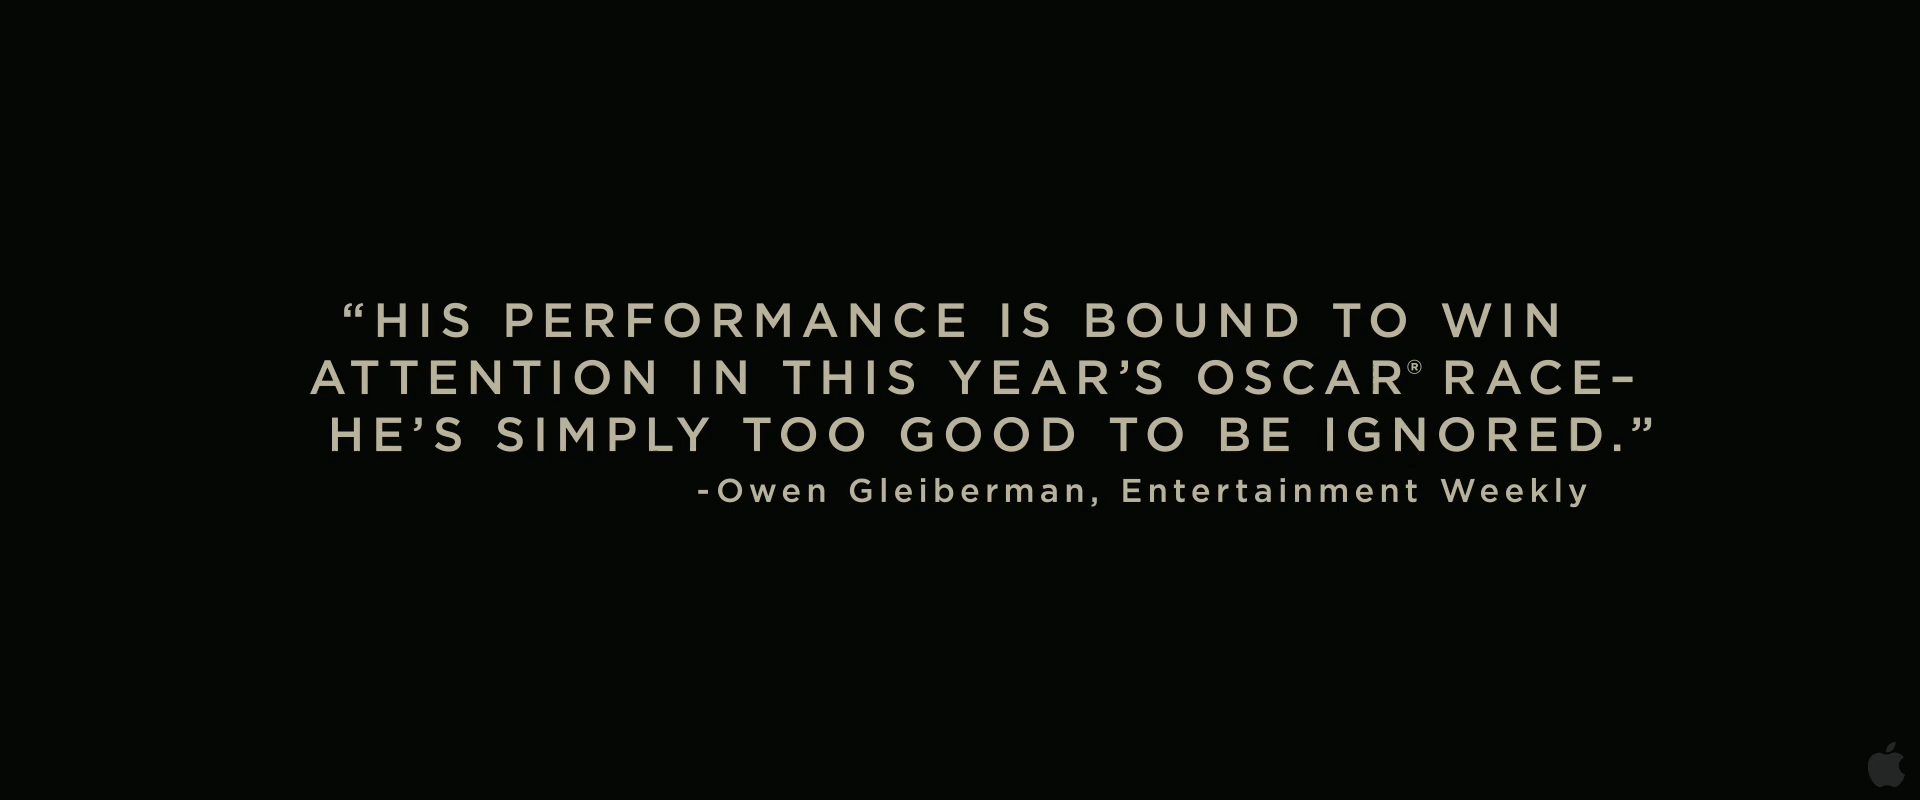 “HIS PERFORMANCE IS BOUND TO WIN
ATTENTION IN THIS YEAR’S OSCAR® RACE–
HE’S SIMPLY TOO GOOD TO BE IGNORED.”
-Owen Gleiberman, Entertainment Weekly